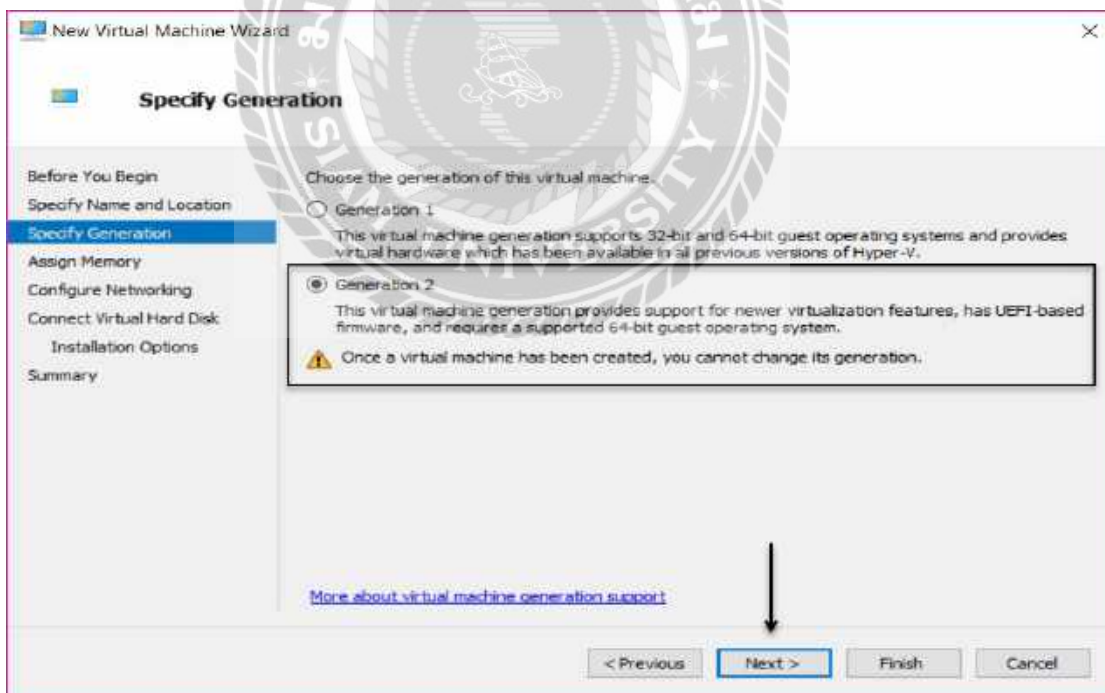 New Virtual Machine Wizard
Specify Generation
Before You Begin
Specify Name and Location
Specify Generation
Assign Memory
Configure Networking
Connect Virtual Hard Disk
Installation Options
Summary
Choose the generation of this virtual machine.
Generation 1
This virtual machine generation supports 32-bit and 64-bit guest operating systems and provides
virtual hardware which has been available in all previous versions of Hyper-V.
Generation 2
This virtual machine generation provides support for newer virtualization features, has UEFI-based
firmware, and requires a supported 64-bit guest operating system.
Once a virtual machine has been created, you cannot change its generation.
More about virtual machine generation support
< Previous
Next >
Finish
Cancel